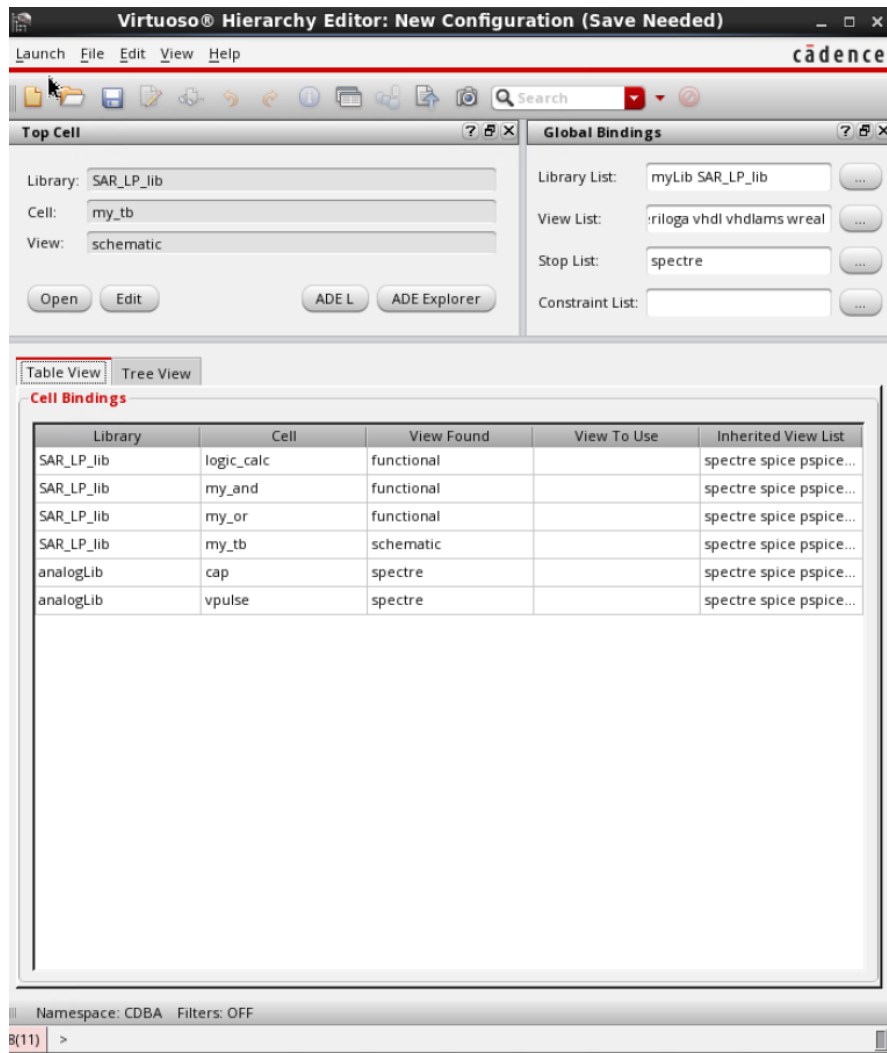 Virtuoso® Hierarchy Editor: New Configuration (Save Needed)
Launch File Edit View Help
cādence
Search
Top Cell
Library: SAR_LP_lib
Cell: my_tb
View: schematic
Open Edit ADE L ADE Explorer
Global Bindings
Library List: myLib SAR_LP_lib ...
View List: riloga vhdl vhdlams wreal ...
Stop List: spectre ...
Constraint List: ...
Table View Tree View
Cell Bindings
Library Cell View Found View To Use Inherited View List
SAR_LP_lib logic_calc functional spectre spice pspice...
SAR_LP_lib my_and functional spectre spice pspice...
SAR_LP_lib my_or functional spectre spice pspice...
SAR_LP_lib my_tb schematic spectre spice pspice...
analogLib cap spectre spectre spice pspice...
analogLib vpulse spectre spectre spice pspice...
Namespace: CDBA Filters: OFF
8(11) >